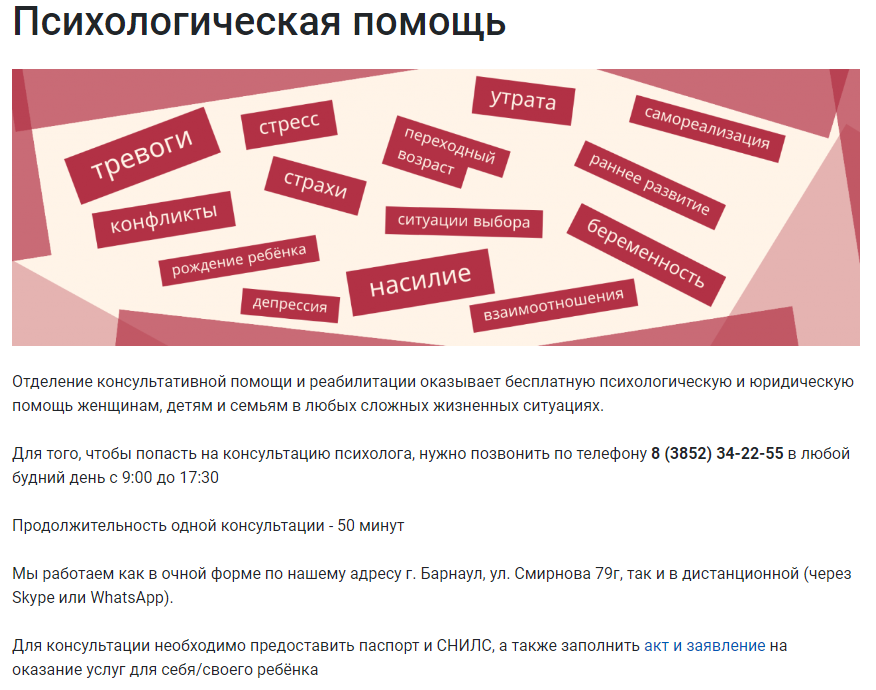 Психологическая помощь
утрата
стресс
самореализация
тревоги
переходный
возраст
раннее развитие
страхи
конфликты
ситуации выбора
беременность
рождение ребёнка
насилие
депрессия
взаимоотношения
Отделение консультативной помощи и реабилитации оказывает бесплатную психологическую и юридическую
помощь женщинам, детям и семьям в любых сложных жизненных ситуациях.
Для того, чтобы попасть на консультацию психолога, нужно позвонить по телефону 8 (3852) 34-22-55 в любой
будний день с 9:00 до 17:30
Продолжительность одной консультации - 50 минут
Мы работаем как в очной форме по нашему адресу г. Барнаул, ул. Смирнова 79г, так и в дистанционной (через
Skype или WhatsApp).
Для консультации необходимо предоставить паспорт и СНИЛС, а также заполнить акт и заявление на
оказание услуг для себя/своего ребёнка